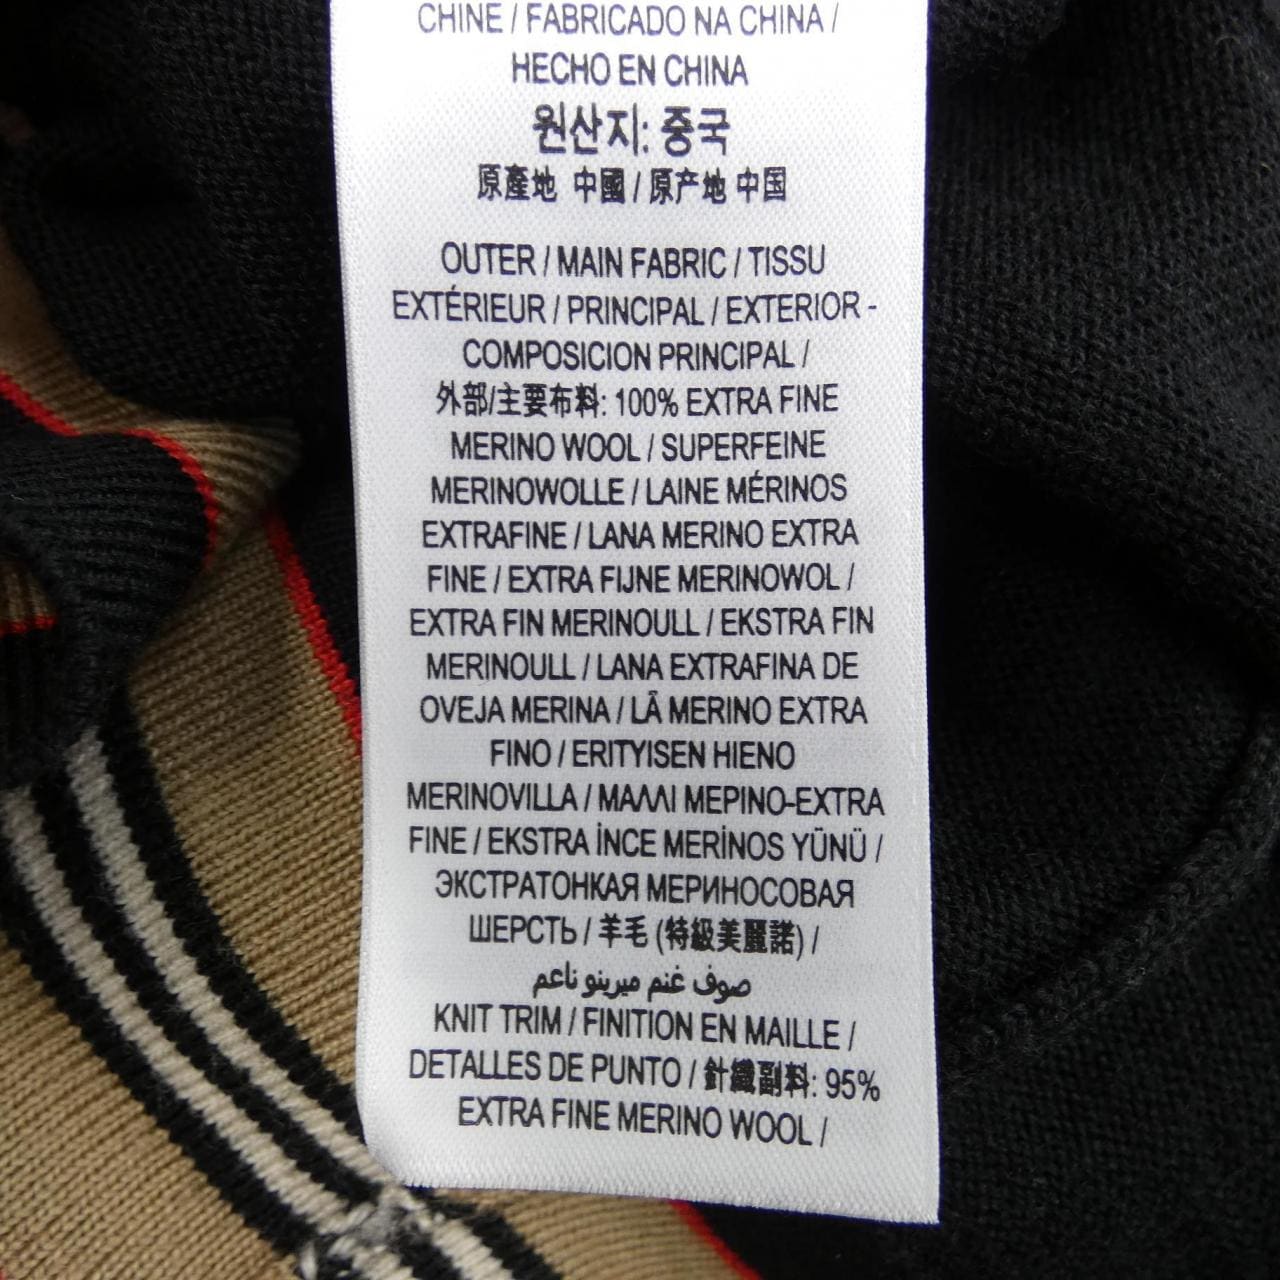 CHINE / FABRICADO NA CHINA /
HECHO EN CHINA
원산지: 중국
原產地 中國 / 原产地 中国
OUTER / MAIN FABRIC / TISSU
EXTÉRIEUR / PRINCIPAL / EXTERIOR -
COMPOSICION PRINCIPAL /
外部/主要布料: 100% EXTRA FINE
MERINO WOOL / SUPERFEINE
MERINOWOLLE / LAINE MÉRINOS
EXTRAFINE / LANA MERINO EXTRA
FINE / EXTRA FIJNE MERINOWOL /
EXTRA FIN MERINOULL / EKSTRA FIN
MERINOULL / LANA EXTRAFINA DE
OVEJA MERINA / LÃ MERINO EXTRA
FINO / ERITYISEN HIENO
MERINOVILLA / ΜΑΛΛΙ ΜΕΡΙΝΟ-EXTRA
FINE / EKSTRA İNCE MERİNOS YÜNÜ /
ЭКСТРАТОНКАЯ МЕРИНОСОВАЯ
ШЕРСТЬ / 羊毛 (特級美麗諾) /
صوف غنم ميرينو ناعم
KNIT TRIM / FINITION EN MAILLE /
DETALLES DE PUNTO / 針織副料: 95%
EXTRA FINE MERINO WOOL /